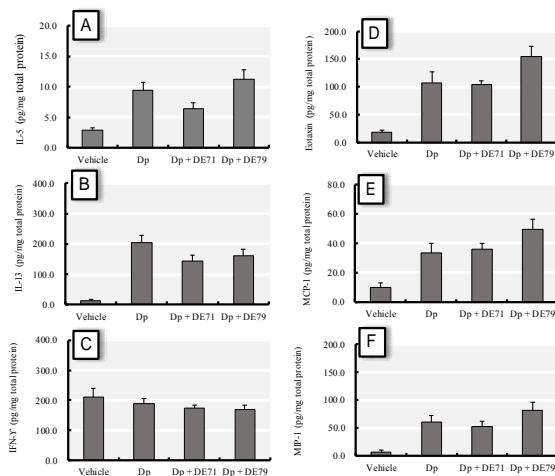 A
IL-5 (pg/mg total protein)
20.0
15.0
10.0
5.0
0.0
Vehicle Dp Dp + DE71 Dp + DE79
B
IL-13 (pg/mg total protein)
400.0
300.0
200.0
100.0
0.0
Vehicle Dp Dp + DE71 Dp + DE79
C
IFN-Y (pg/mg total protein)
400.0
300.0
200.0
100.0
0.0
Vehicle Dp Dp + DE71 Dp + DE79
D
Eotaxin (pg/mg total protein)
200.0
150.0
100.0
50.0
0.0
Vehicle Dp Dp + DE71 Dp + DE79
E
MCP-1 (pg/mg total protein)
80.0
60.0
40.0
20.0
0.0
Vehicle Dp Dp + DE71 Dp + DE79
F
MIP-1 (pg/mg total protein)
200.0
150.0
100.0
50.0
0.0
Vehicle Dp Dp + DE71 Dp + DE79